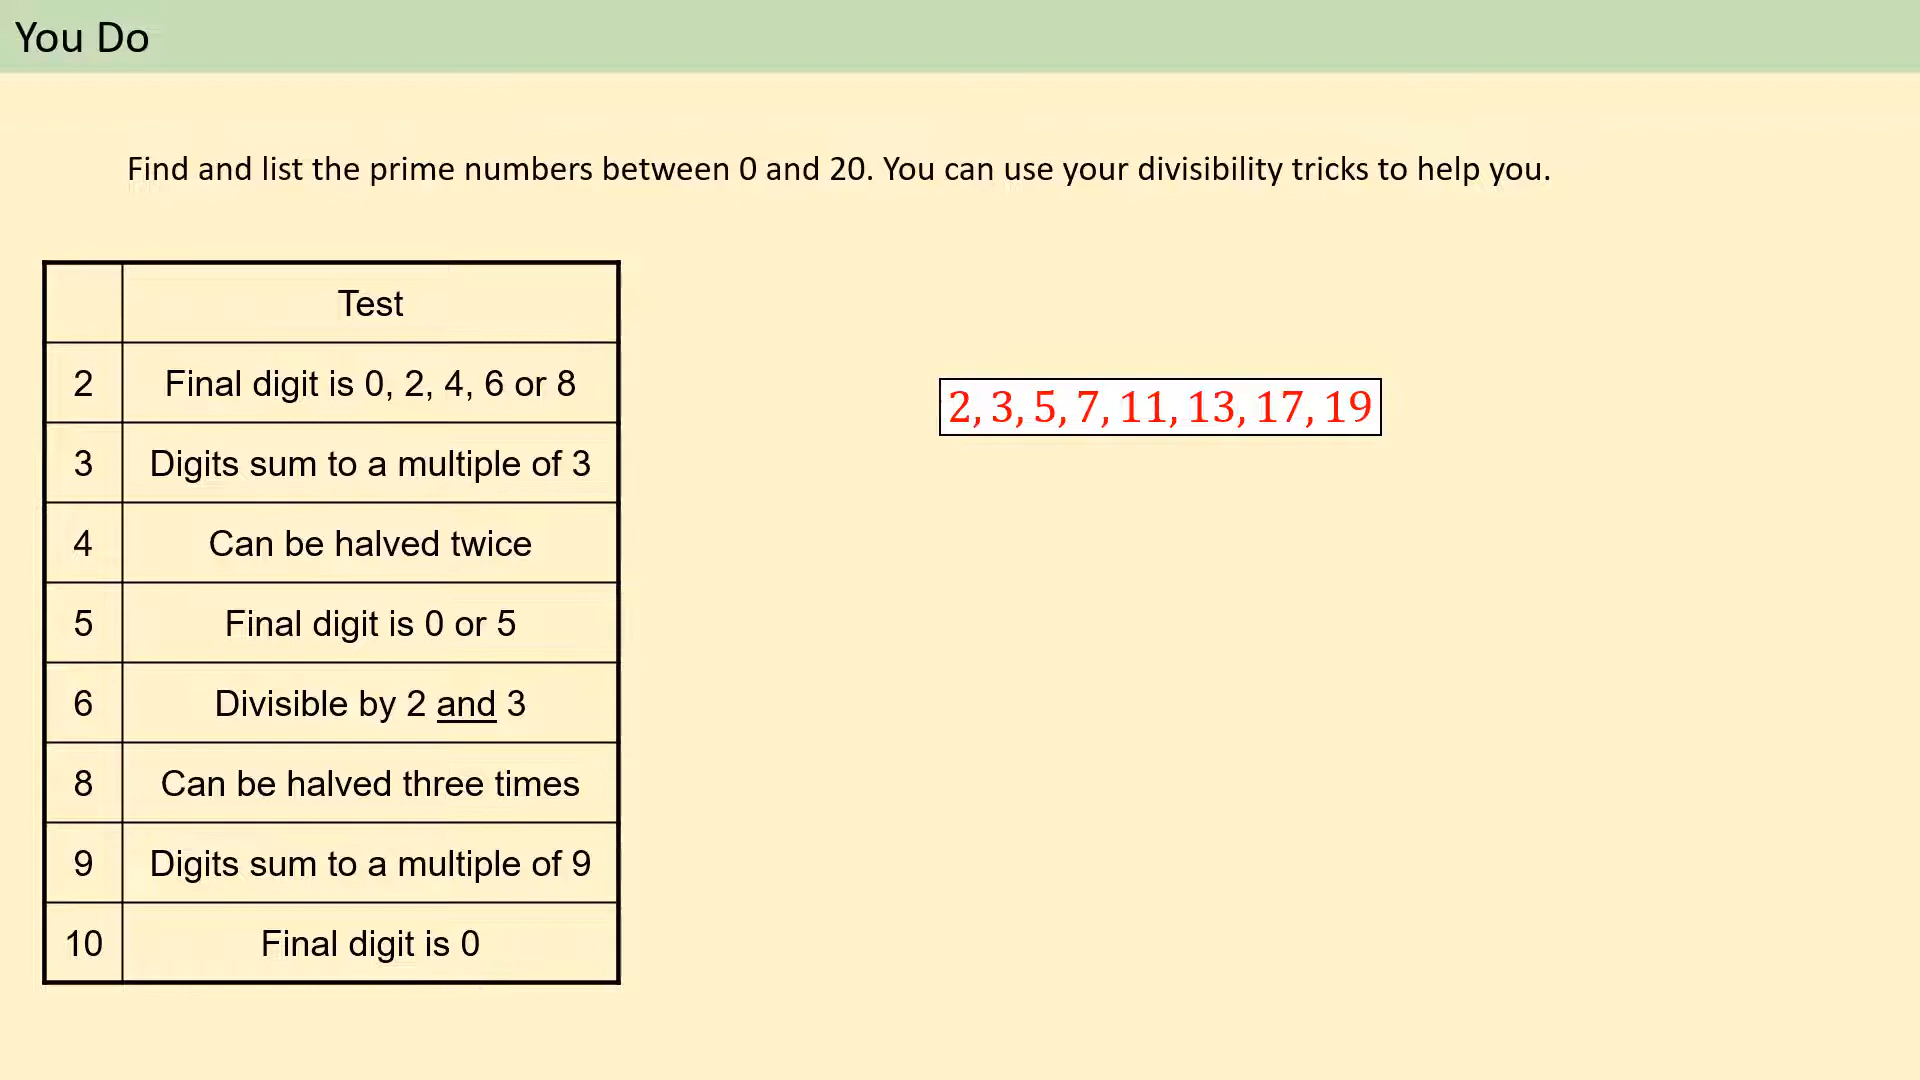 You Do
Find and list the prime numbers between 0 and 20. You can use your divisibility tricks to help you.
Test
2 Final digit is 0, 2, 4, 6 or 8
3 Digits sum to a multiple of 3
4 Can be halved twice
5 Final digit is 0 or 5
6 Divisible by 2 and 3
8 Can be halved three times
9 Digits sum to a multiple of 9
10 Final digit is 0
2, 3, 5, 7, 11, 13, 17, 19